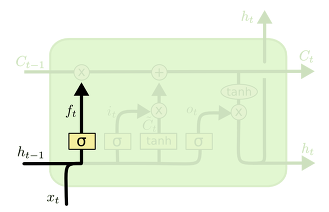 hₜ
Cₜ₋₁ × + Cₜ
tanh
fₜ iₜ × oₜ ×
C̃ₜ
σ σ tanh σ
hₜ₋₁ hₜ
xₜ